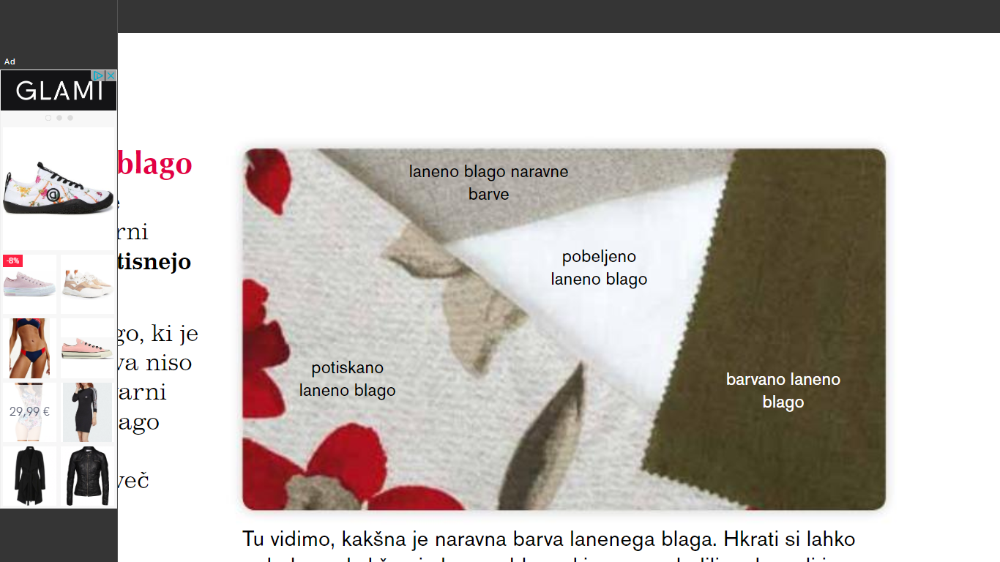 Ad
GLAMI
-8%
29,99 €
blago
rni
tisnejo
go, ki je
va niso
arni
ago
več
laneno blago naravne
barve
pobeljeno
laneno blago
potiskano
laneno blago
barvano laneno
blago
Tu vidimo, kakšna je naravna barva lanenega blaga. Hkrati si lahko